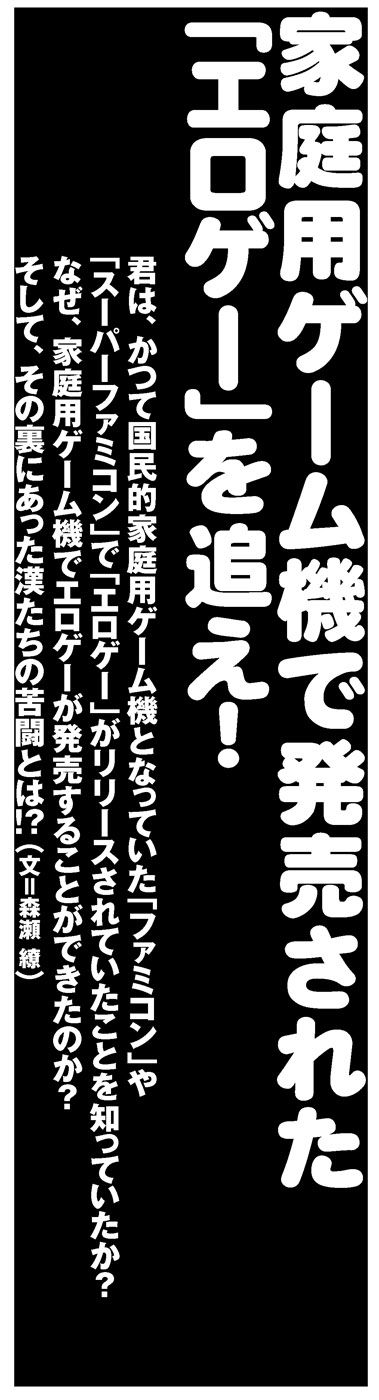 家庭用ゲーム機で発売された
「エロゲー」を追え！
君は、かつて国民的家庭用ゲーム機となっていた「ファミコン」や
「スーパーファミコン」で「エロゲー」がリリースされていたことを知っていたか？
なぜ、家庭用ゲーム機でエロゲーが発売することができたのか？
そして、その裏にあった漢たちの苦闘とは!?（文＝森瀬 繚）